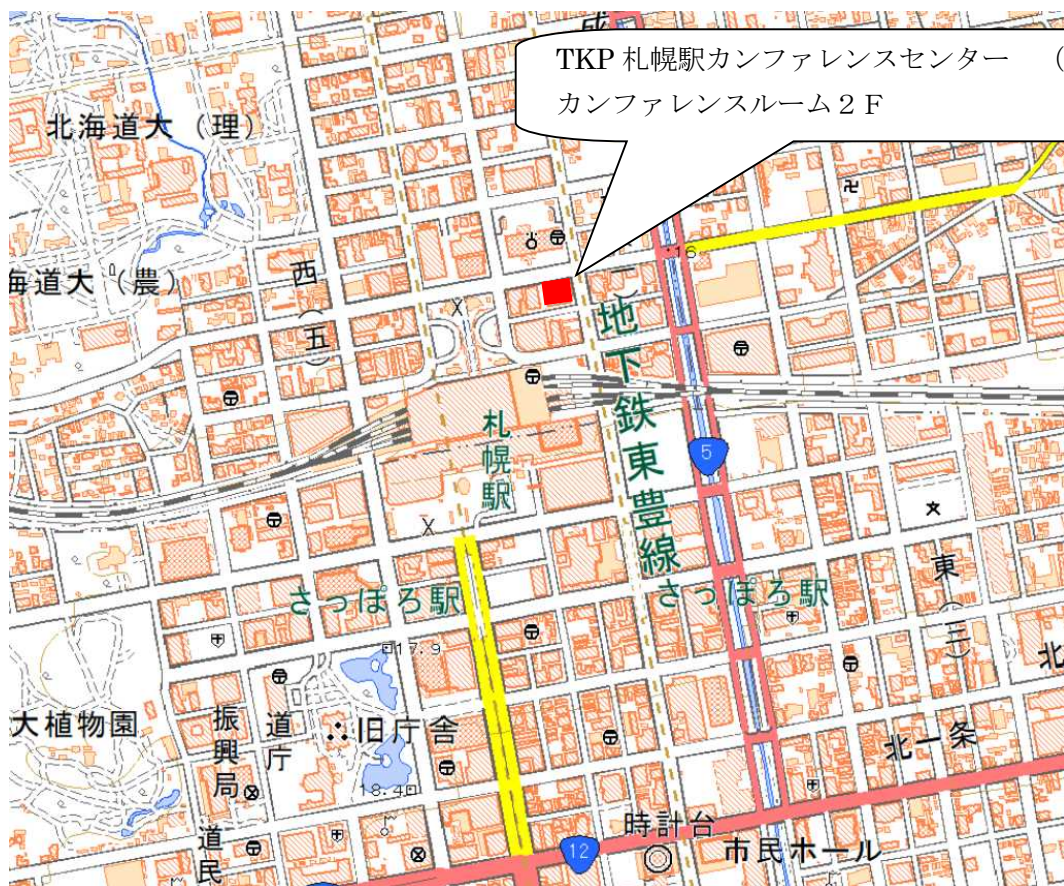 成
TKP 札幌駅カンファレンスセンター （
カンファレンスルーム２Ｆ
北海道大（理）
海道大（農）
西（五）
16
地下鉄東豊線
札幌駅
5
さっぽろ駅
さっぽろ駅
東（三）
17.9
北
大植物園
振興局
道庁
旧庁舎
18.4
北一条
時計台
12
市民ホール
道民